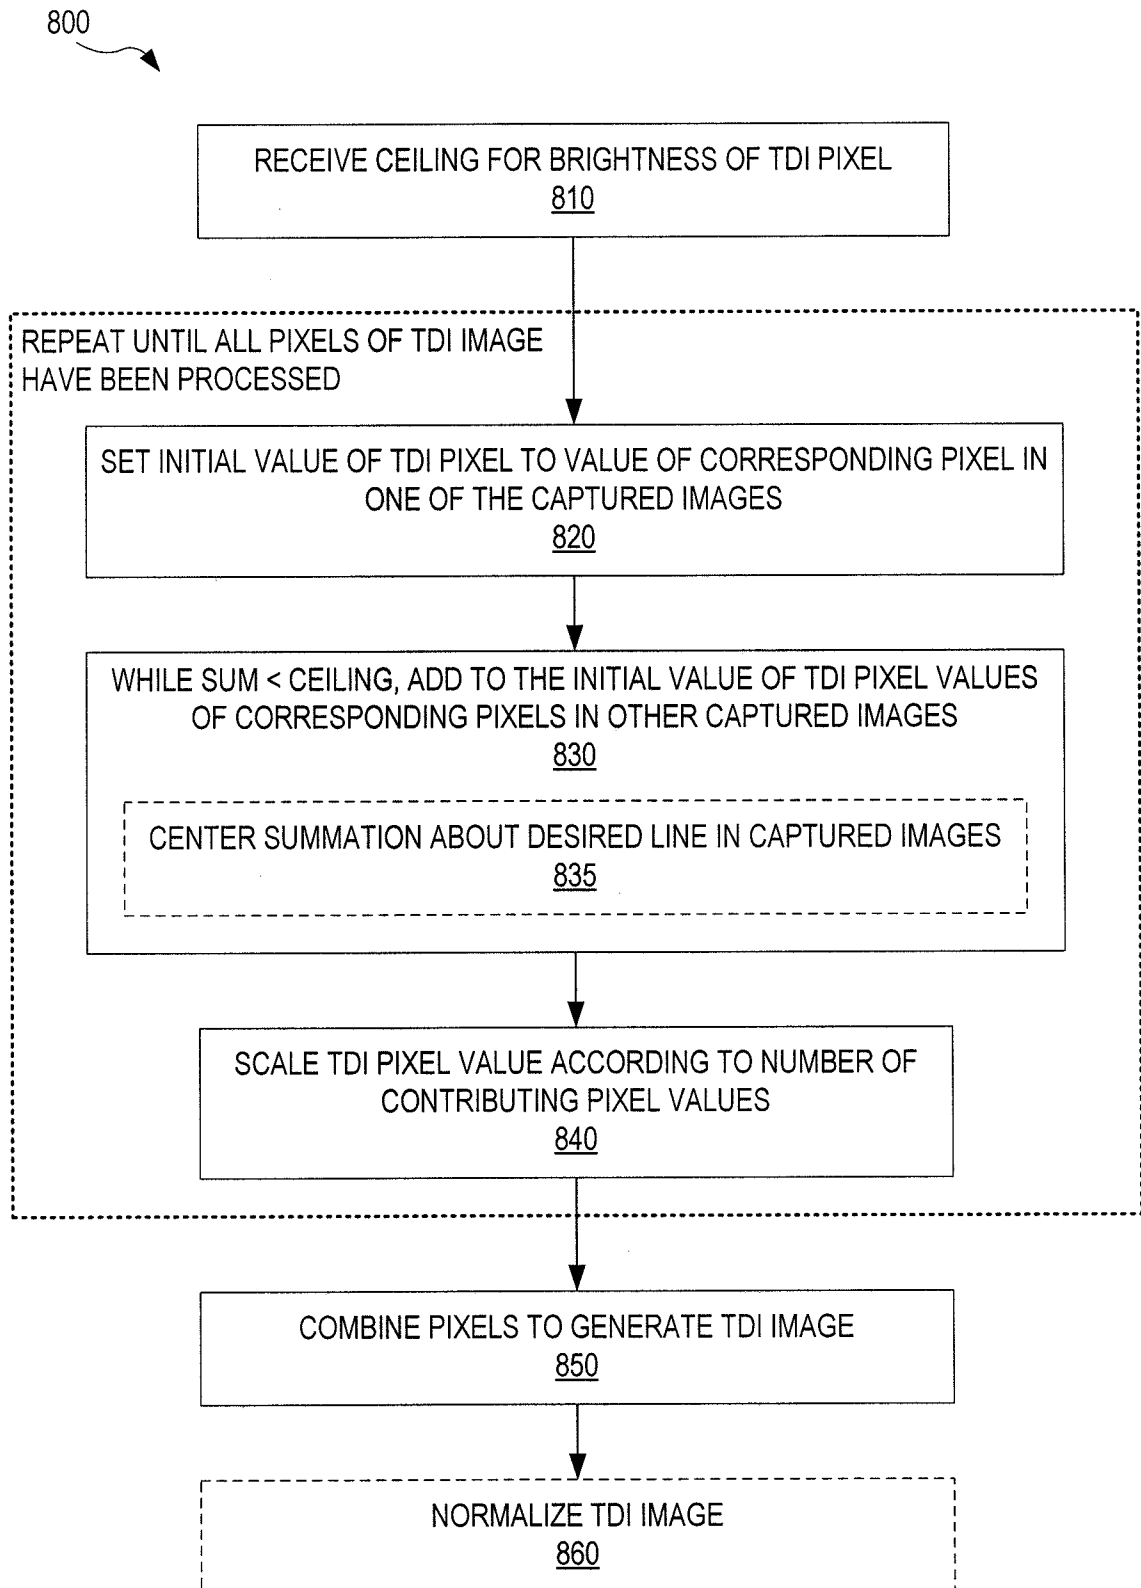 800
RECEIVE CEILING FOR BRIGHTNESS OF TDI PIXEL
810
REPEAT UNTIL ALL PIXELS OF TDI IMAGE
HAVE BEEN PROCESSED
SET INITIAL VALUE OF TDI PIXEL TO VALUE OF CORRESPONDING PIXEL IN
ONE OF THE CAPTURED IMAGES
820
WHILE SUM < CEILING, ADD TO THE INITIAL VALUE OF TDI PIXEL VALUES
OF CORRESPONDING PIXELS IN OTHER CAPTURED IMAGES
830
CENTER SUMMATION ABOUT DESIRED LINE IN CAPTURED IMAGES
835
SCALE TDI PIXEL VALUE ACCORDING TO NUMBER OF
CONTRIBUTING PIXEL VALUES
840
COMBINE PIXELS TO GENERATE TDI IMAGE
850
NORMALIZE TDI IMAGE
860